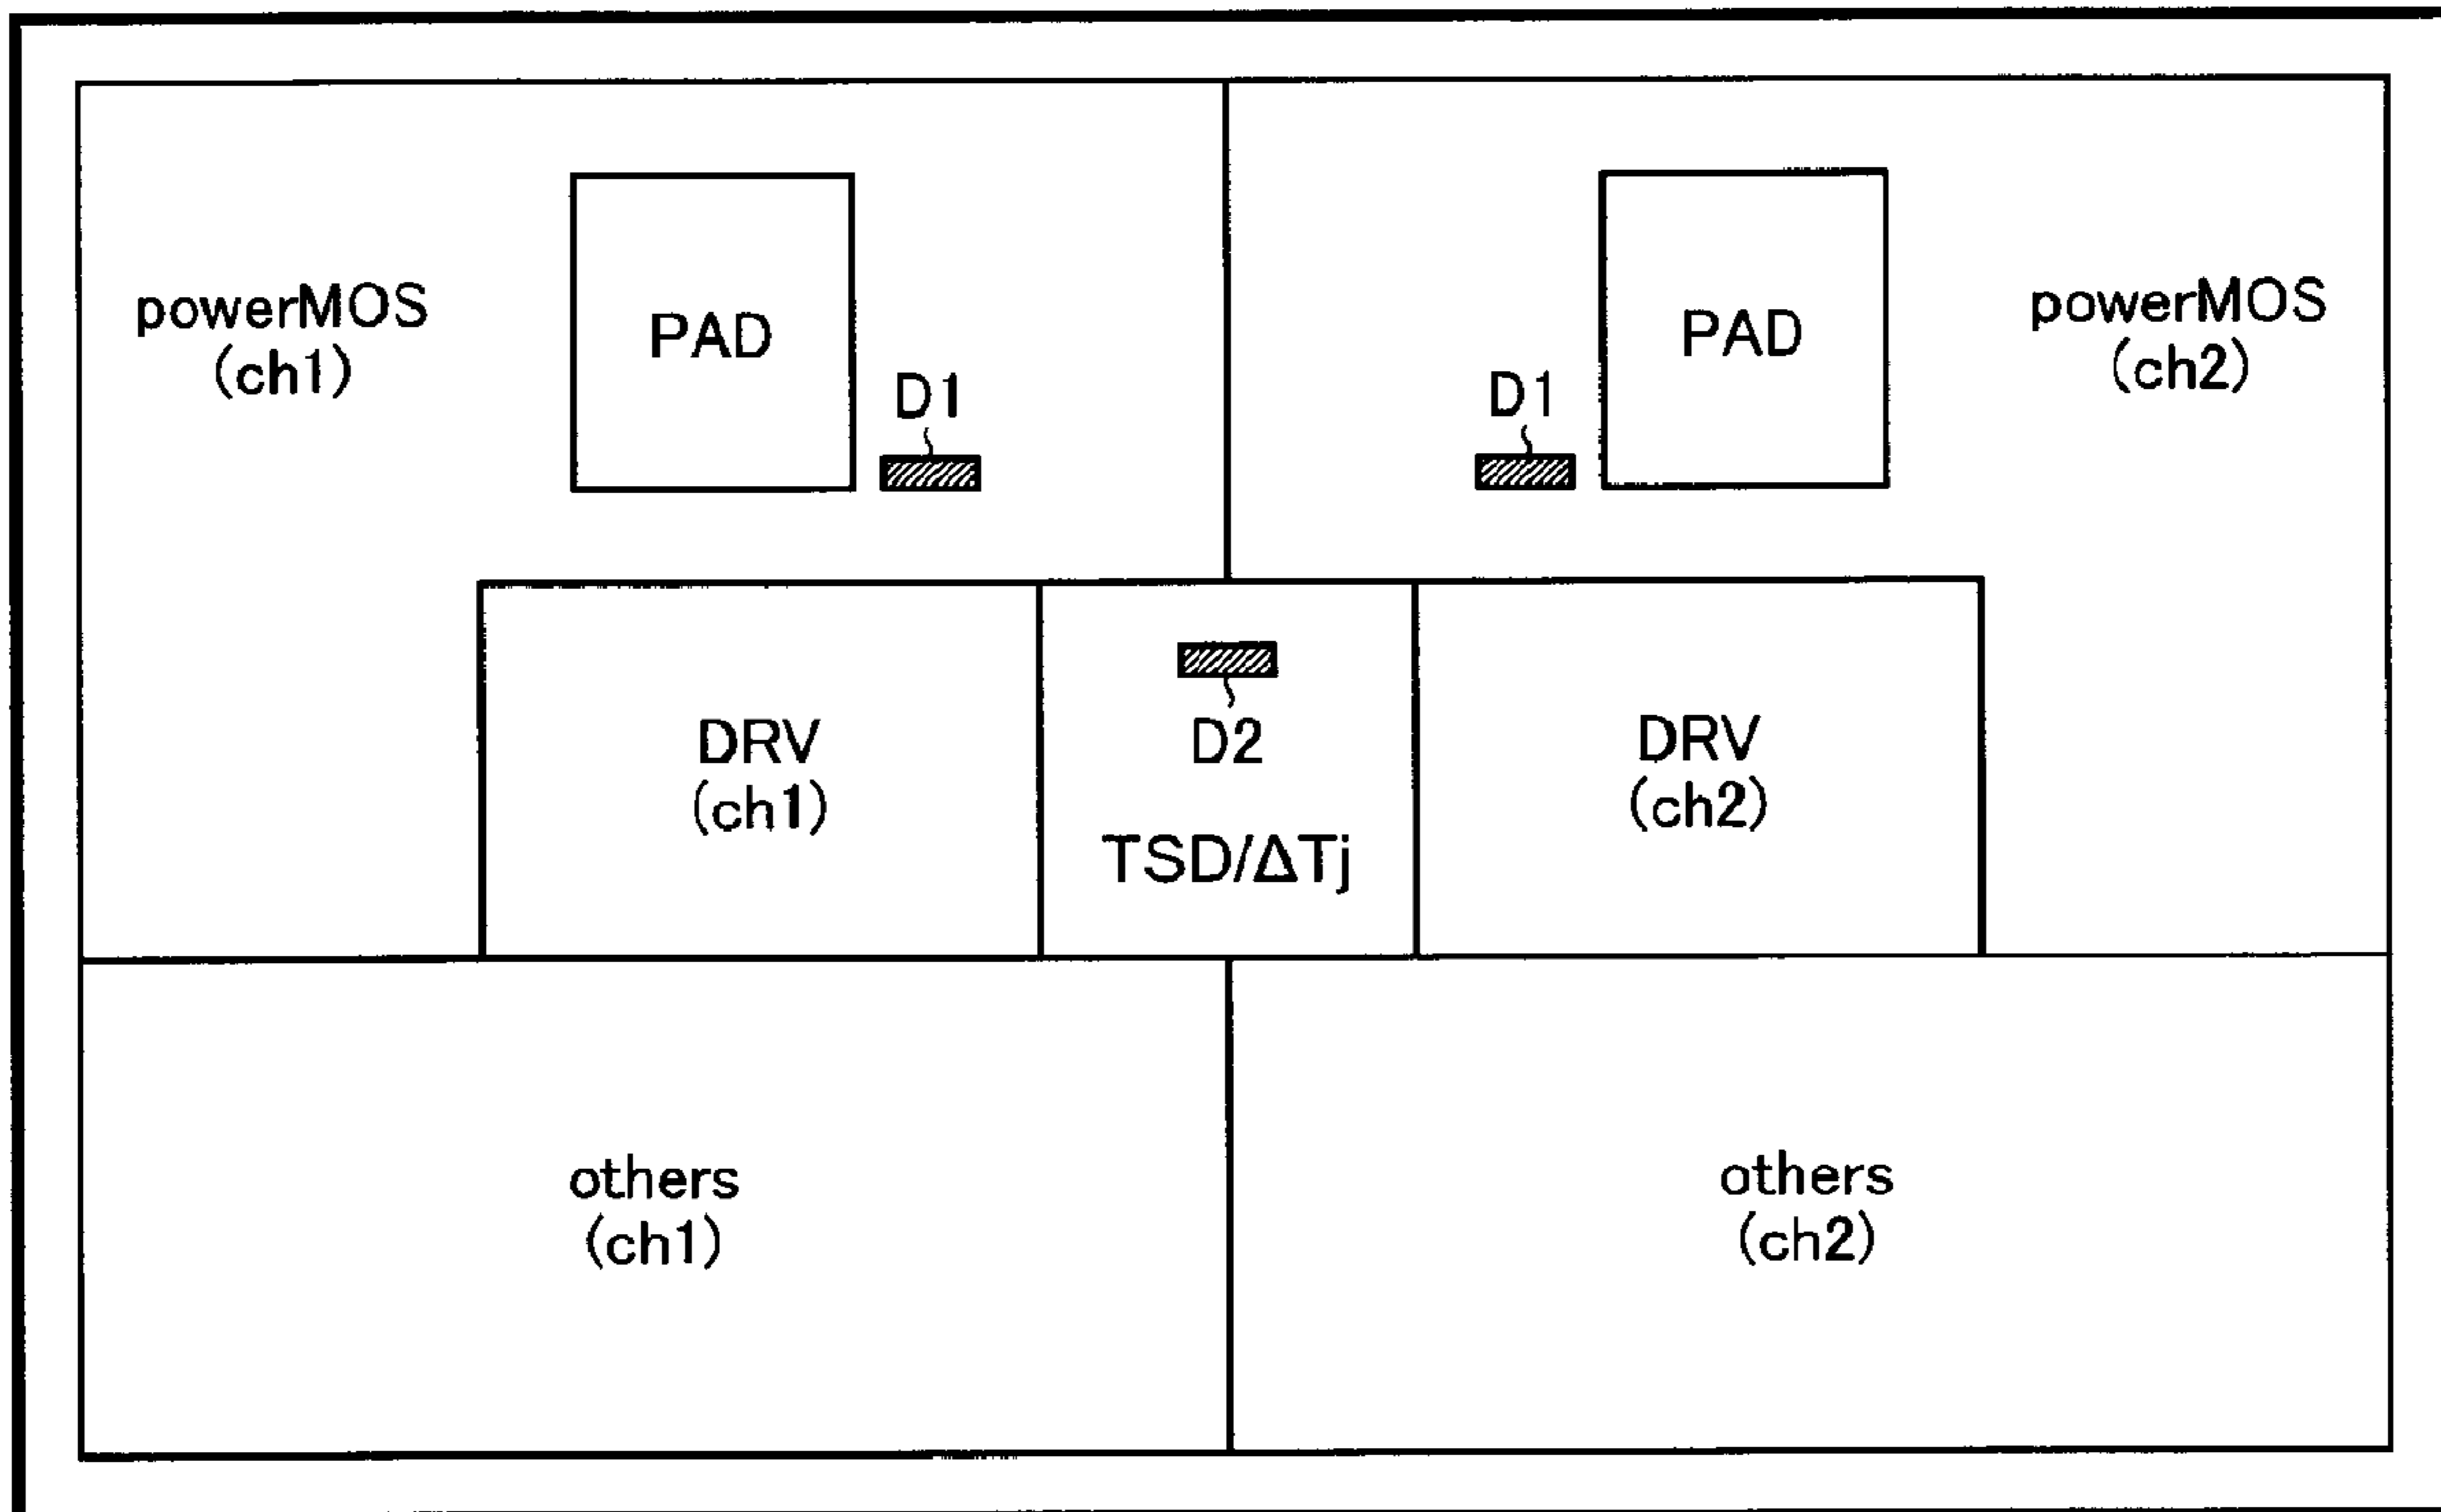 powerMOS
(ch1)
PAD
D1
D1
PAD
powerMOS
(ch2)
DRV
(ch1)
D2
TSD/ΔTj
DRV
(ch2)
others
(ch1)
others
(ch2)